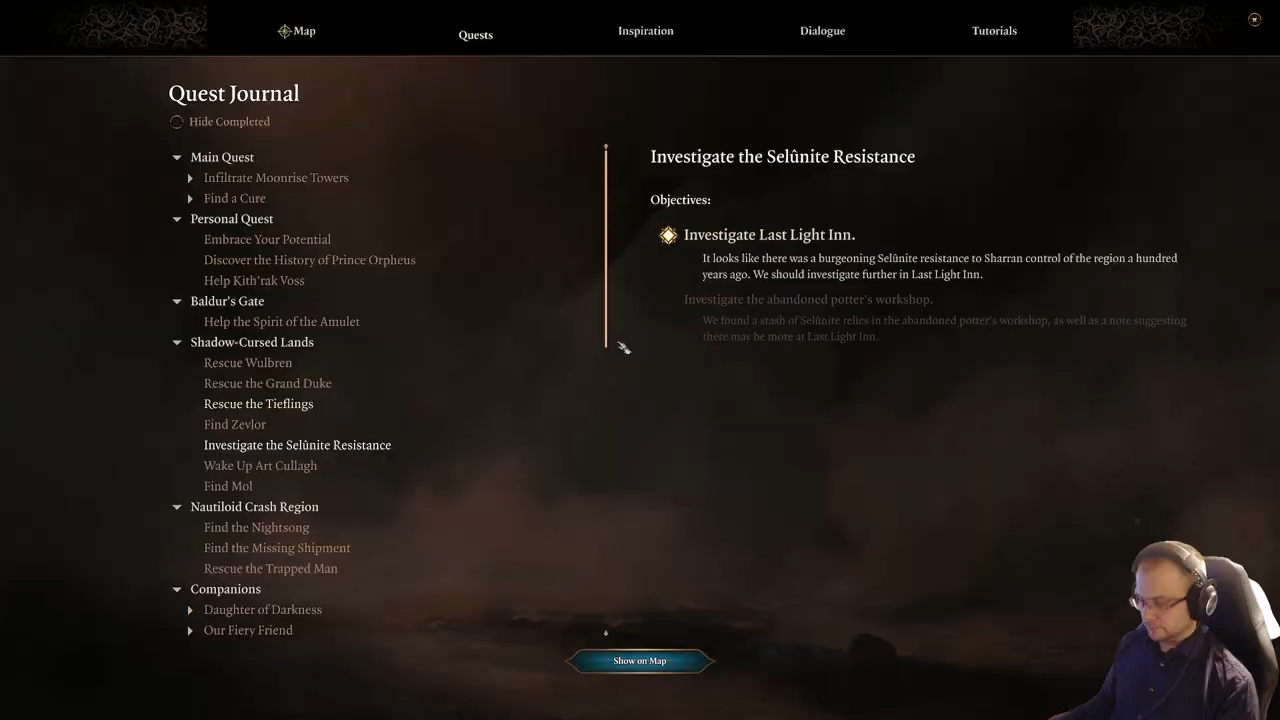 Map
Quests
Inspiration
Dialogue
Tutorials
Quest Journal
Hide Completed
Main Quest
Infiltrate Moonrise Towers
Find a Cure
Personal Quest
Embrace Your Potential
Discover the History of Prince Orpheus
Help Kith'rak Voss
Baldur's Gate
Help the Spirit of the Amulet
Shadow-Cursed Lands
Rescue Wulbren
Rescue the Grand Duke
Rescue the Tieflings
Find Zevlor
Investigate the Selûnite Resistance
Wake Up Art Cullagh
Find Mol
Nautiloid Crash Region
Find the Nightsong
Find the Missing Shipment
Rescue the Trapped Man
Companions
Daughter of Darkness
Our Fiery Friend
Investigate the Selûnite Resistance
Objectives:
Investigate Last Light Inn.
It looks like there was a burgeoning Selûnite resistance to Sharran control of the region a hundred
years ago. We should investigate further in Last Light Inn.
Investigate the abandoned potter's workshop.
We found a stash of Selûnite relics in the abandoned potter's workshop, as well as a note suggesting
there may be more at Last Light Inn.
Show on Map